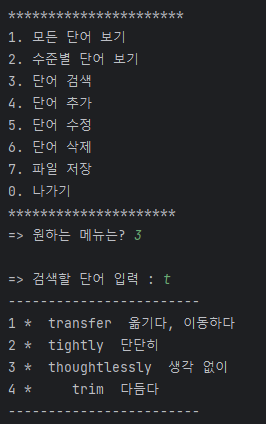 **********************
1. 모든 단어 보기
2. 수준별 단어 보기
3. 단어 검색
4. 단어 추가
5. 단어 수정
6. 단어 삭제
7. 파일 저장
0. 나가기
*********************
=> 원하는 메뉴는? 3
=> 검색할 단어 입력 : t
------------------------
1 *  transfer  옮기다, 이동하다
2 *  tightly  단단히
3 *  thoughtlessly  생각 없이
4 *     trim  다듬다
------------------------